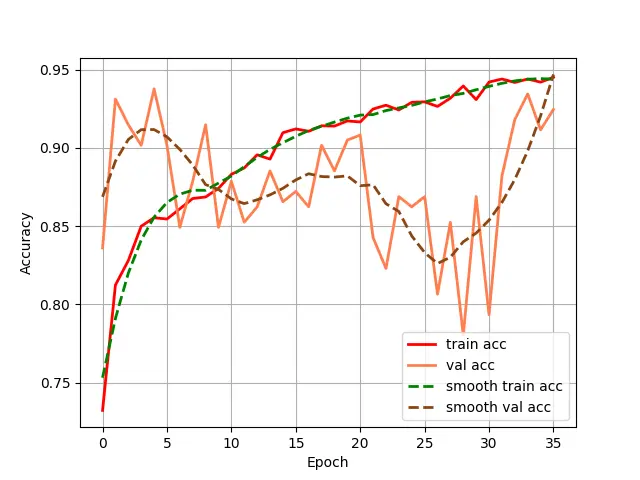 0.95
0.90
0.85
0.80
0.75
Accuracy
train acc
val acc
smooth train acc
smooth val acc
0 5 10 15 20 25 30 35
Epoch